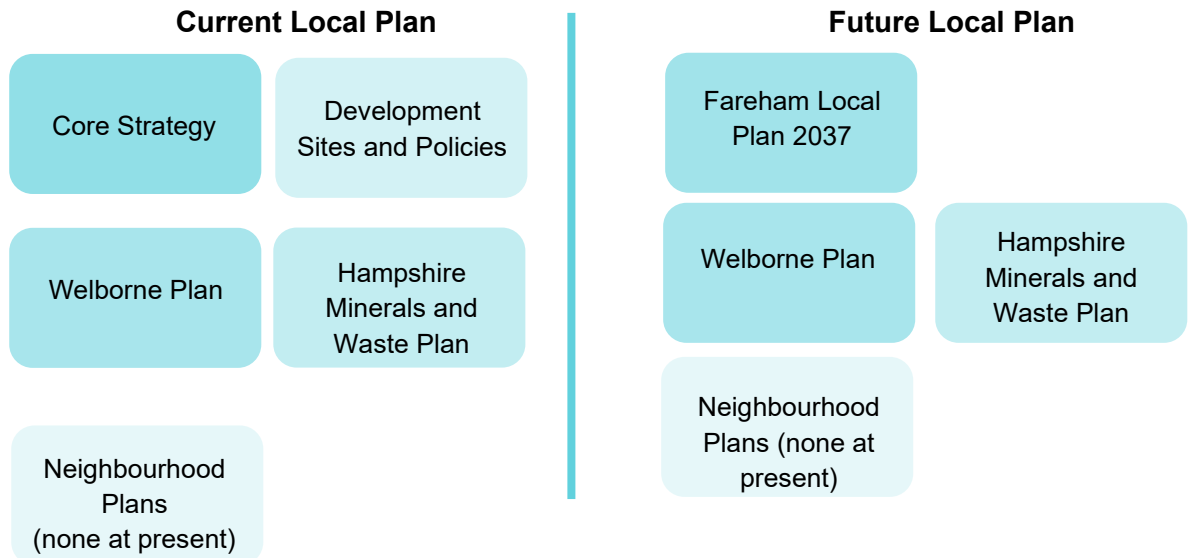 Current Local Plan
Core Strategy
Development
Sites and Policies
Welborne Plan
Hampshire
Minerals and
Waste Plan
Neighbourhood
Plans
(none at present)
Future Local Plan
Fareham Local
Plan 2037
Welborne Plan
Hampshire
Minerals and
Waste Plan
Neighbourhood
Plans (none at
present)